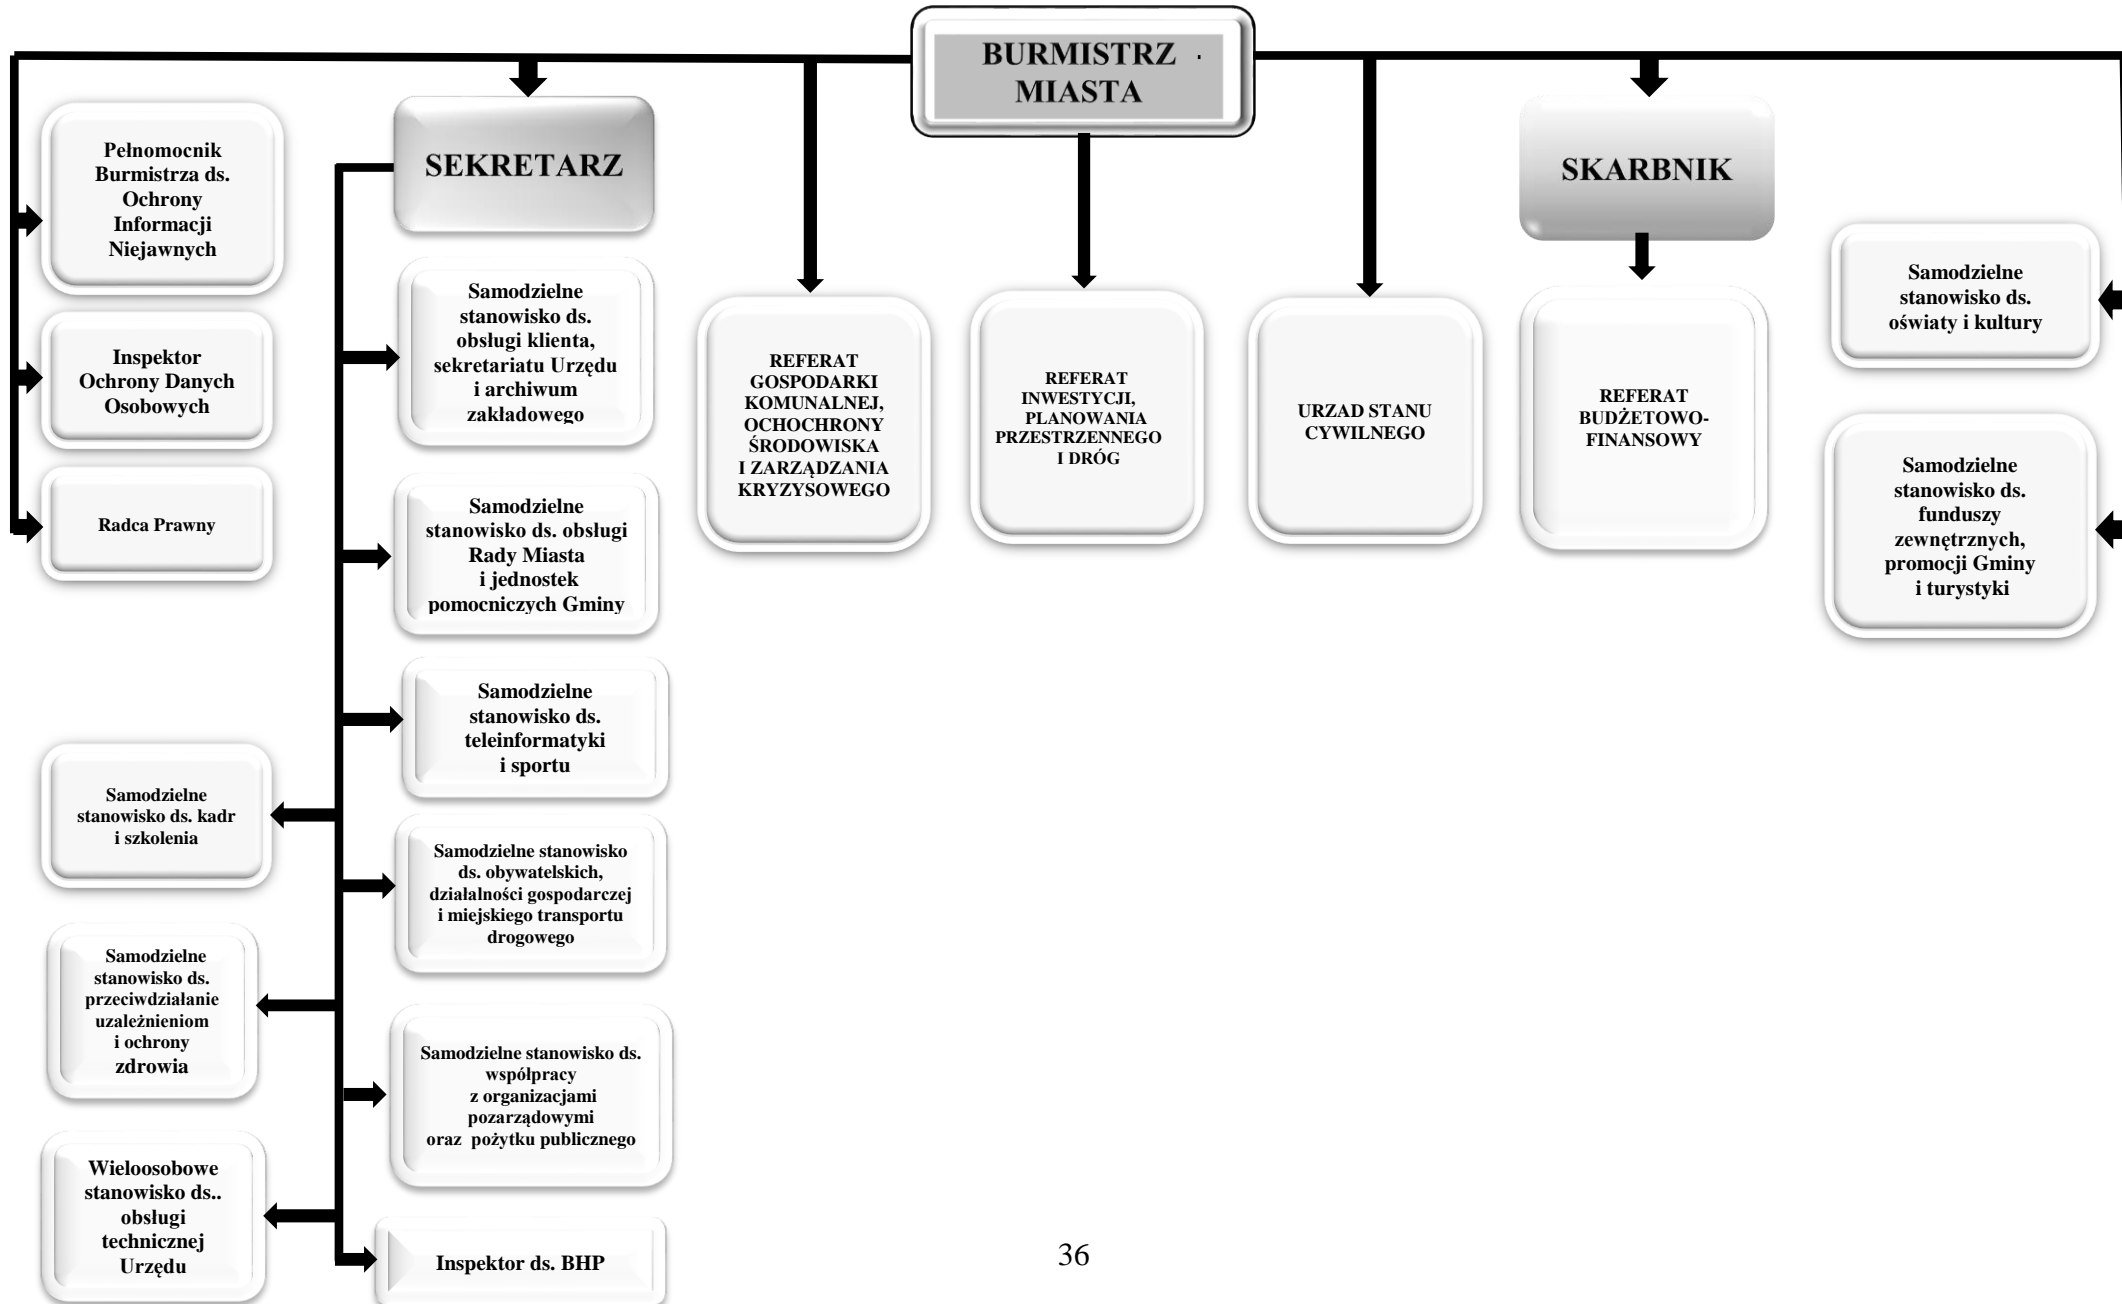 BURMISTRZ .
MIASTA
Pełnomocnik
Burmistrza ds.
Ochrony
Informacji
Niejawnych
Inspektor
Ochrony Danych
Osobowych
Radca Prawny
SEKRETARZ
Samodzielne
stanowisko ds.
obsługi klienta,
sekretariatu Urzędu
i archiwum
zakładowego
Samodzielne
stanowisko ds. obsługi
Rady Miasta
i jednostek
pomocniczych Gminy
Samodzielne
stanowisko ds.
teleinformatyki
i sportu
Samodzielne stanowisko
ds. obywatelskich,
działalności gospodarczej
i miejskiego transportu
drogowego
Samodzielne stanowisko ds.
współpracy
z organizacjami
pozarządowymi
oraz  pożytku publicznego
Inspektor ds. BHP
Samodzielne
stanowisko ds. kadr
i szkolenia
Samodzielne
stanowisko ds.
przeciwdziałanie
uzależnieniom
i ochrony
zdrowia
Wieloosobowe
stanowisko ds..
obsługi
technicznej
Urzędu
REFERAT
GOSPODARKI
KOMUNALNEJ,
OCHOCHRONY
ŚRODOWISKA
I ZARZĄDZANIA
KRYZYSOWEGO
REFERAT
INWESTYCJI,
PLANOWANIA
PRZESTRZENNEGO
I DRÓG
URZAD STANU
CYWILNEGO
SKARBNIK
REFERAT
BUDŻETOWO-
FINANSOWY
Samodzielne
stanowisko ds.
oświaty i kultury
Samodzielne
stanowisko ds.
funduszy
zewnętrznych,
promocji Gminy
i turystyki
36